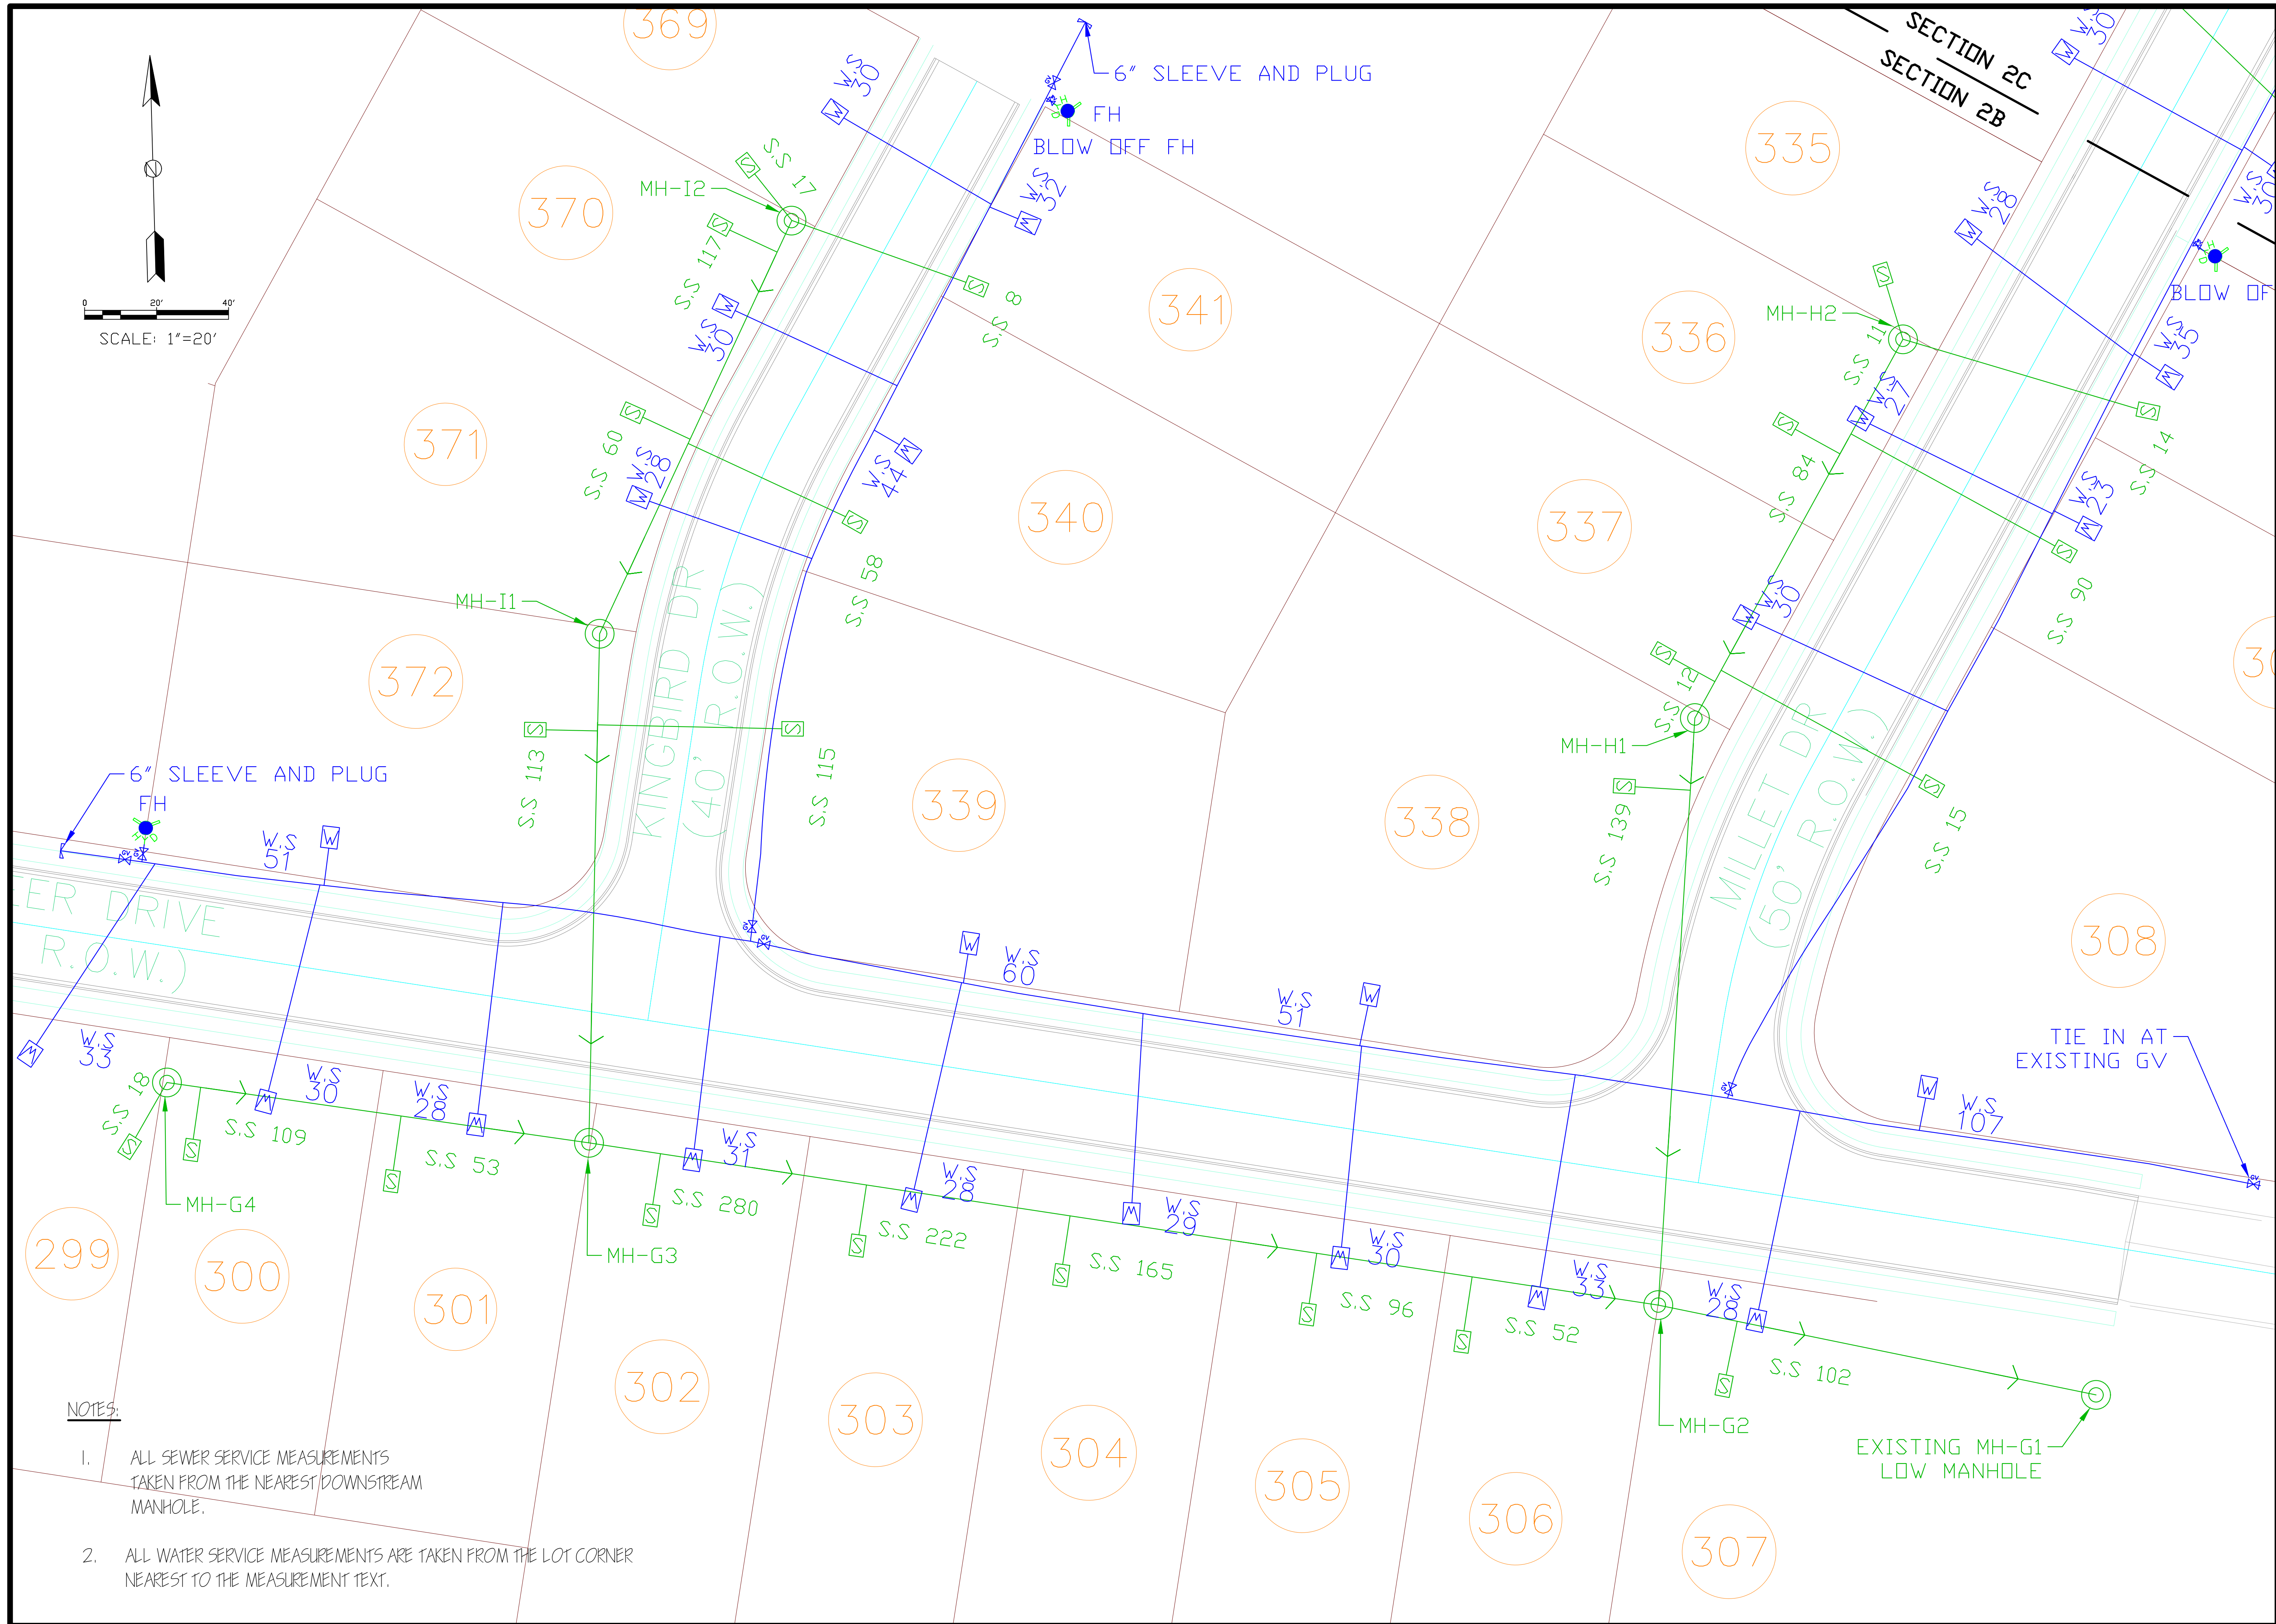 369
SECTION 2C
SECTION 2B
W.S
30
W.S
30
6" SLEEVE AND PLUG
FH
BLOW OFF FH
335
S.S 17
MH-I2
W.S
32
W.S
28
W.S
30
370
S.S 117
S.S 8
341
336
MH-H2
BLOW OF
0 20' 40'
SCALE: 1"=20'
W.S
30
S.S 11
W.S
35
W.S
27
371
S.S 60
W.S
28
W.S
44
S.S 84
S.S 14
W.S
23
340
337
S.S 58
S.S 90
MH-I1
W.S
30
372
KINGBIRD DR
(40' R.O.W.)
S.S 12
MH-H1
S.S 113
S.S 115
339
338
S.S 139
MILLET DR
(50' R.O.W.)
S.S 15
6" SLEEVE AND PLUG
FH
W.S
51
EER DRIVE
R.O.W.)
W.S
60
W.S
51
308
TIE IN AT
EXISTING GV
W.S
33
S.S 18
W.S
30
W.S
28
W.S
107
S.S 109
S.S 53
W.S
31
MH-G4
S.S 280
W.S
28
S.S 222
W.S
29
MH-G3
S.S 165
W.S
30
S.S 96
W.S
33
S.S 52
W.S
28
S.S 102
299
300
301
302
303
304
305
306
307
MH-G2
EXISTING MH-G1
LOW MANHOLE
NOTES:
1. ALL SEWER SERVICE MEASUREMENTS
TAKEN FROM THE NEAREST DOWNSTREAM
MANHOLE.
2. ALL WATER SERVICE MEASUREMENTS ARE TAKEN FROM THE LOT CORNER
NEAREST TO THE MEASUREMENT TEXT.